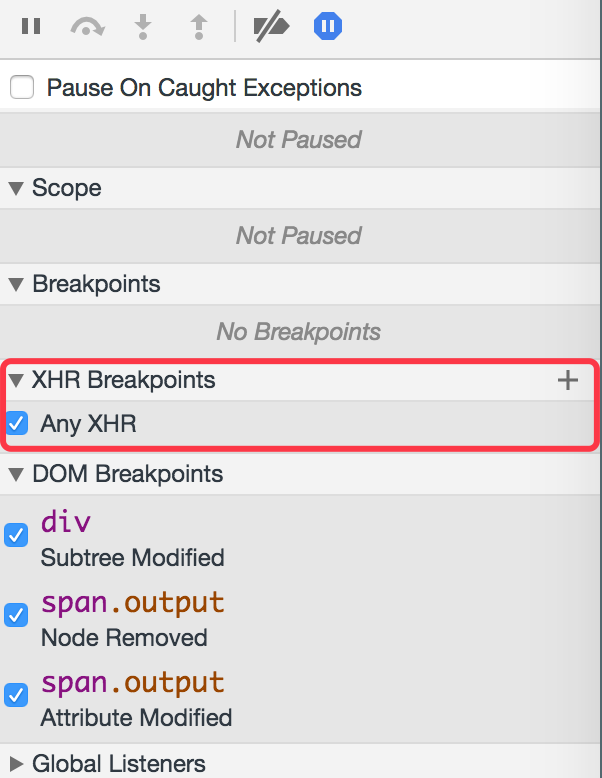 Pause On Caught Exceptions
Not Paused
Scope
Not Paused
Breakpoints
No Breakpoints
XHR Breakpoints
Any XHR
DOM Breakpoints
div
Subtree Modified
span.output
Node Removed
span.output
Attribute Modified
Global Listeners